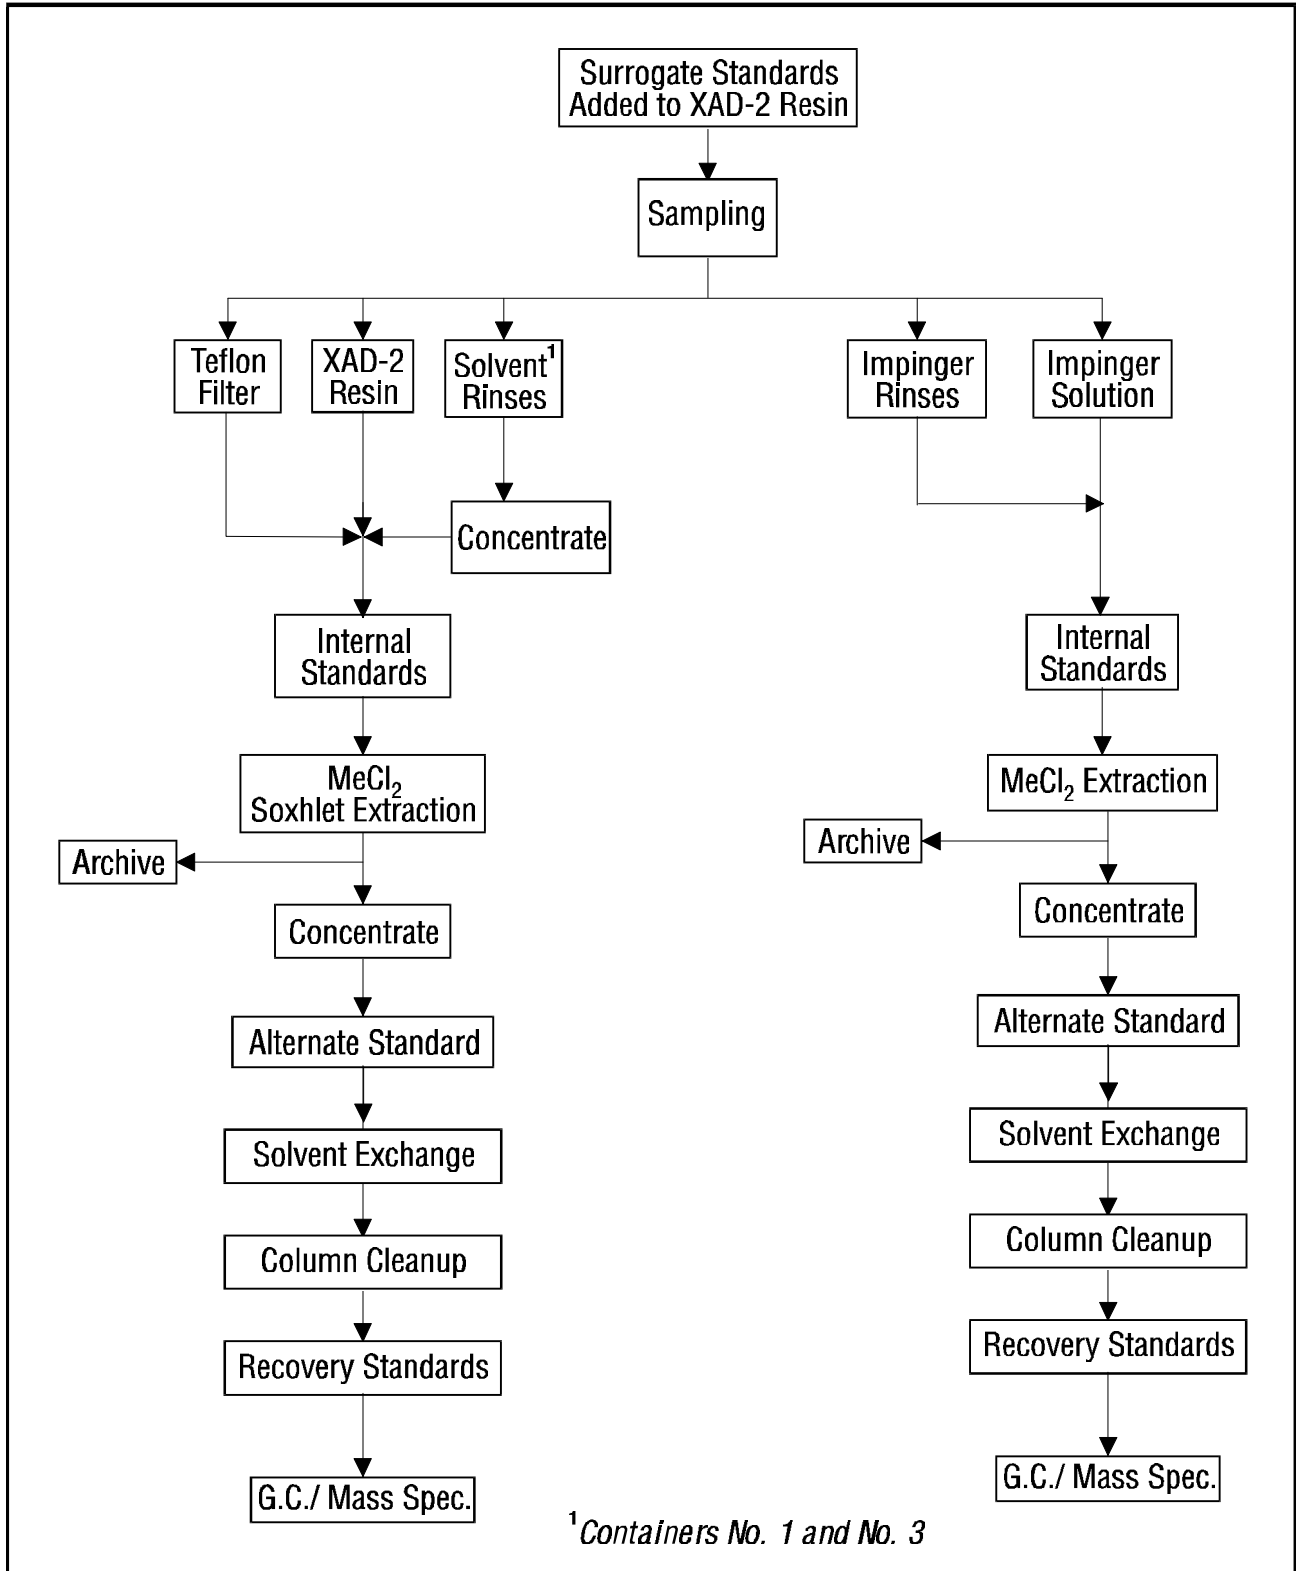 Surrogate Standards
Added to XAD-2 Resin
Sampling
Teflon
Filter
XAD-2
Resin
Solvent¹
Rinses
Impinger
Rinses
Impinger
Solution
Concentrate
Internal
Standards
Internal
Standards
MeCl₂
Soxhlet Extraction
MeCl₂ Extraction
Archive
Archive
Concentrate
Concentrate
Alternate Standard
Alternate Standard
Solvent Exchange
Solvent Exchange
Column Cleanup
Column Cleanup
Recovery Standards
Recovery Standards
G.C./ Mass Spec.
G.C./ Mass Spec.
¹Containers No. 1 and No. 3